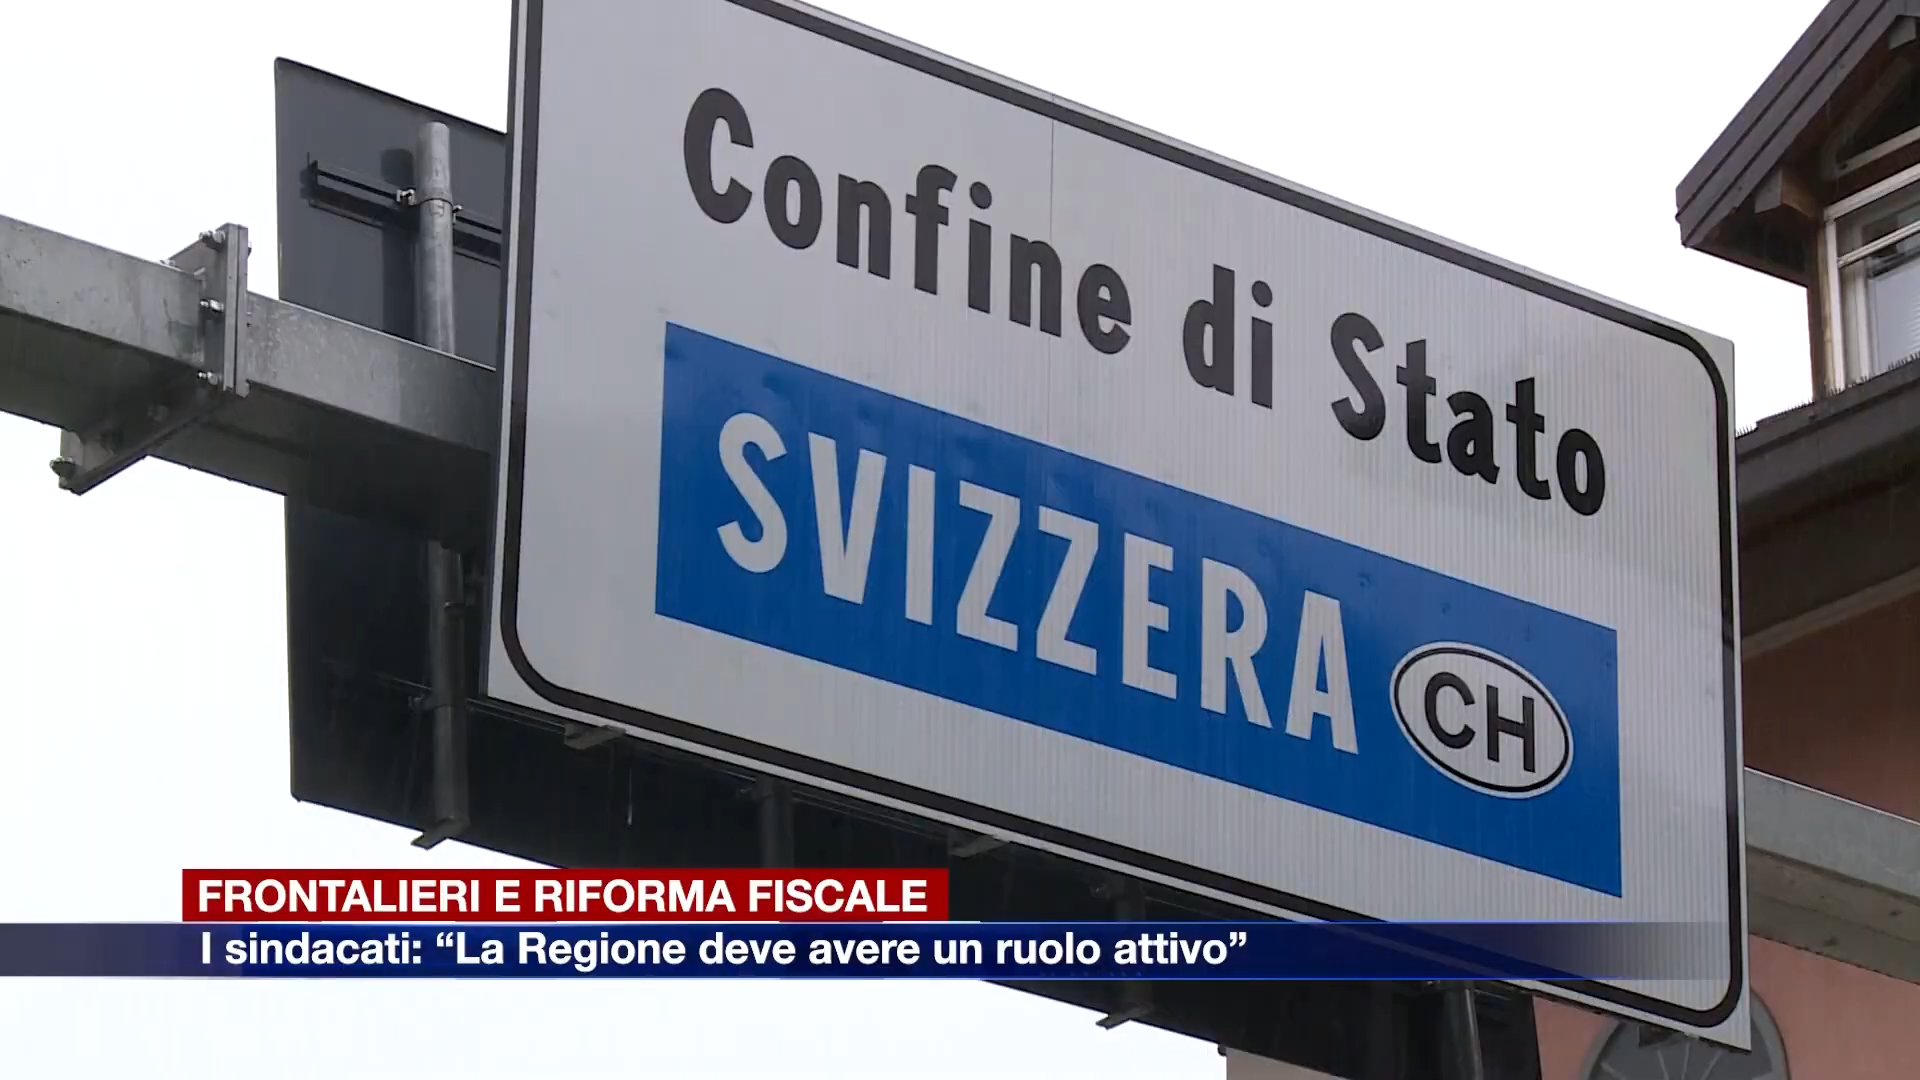 Confine di Stato
SVIZZERA CH
FRONTALIERI E RIFORMA FISCALE
I sindacati: “La Regione deve avere un ruolo attivo”